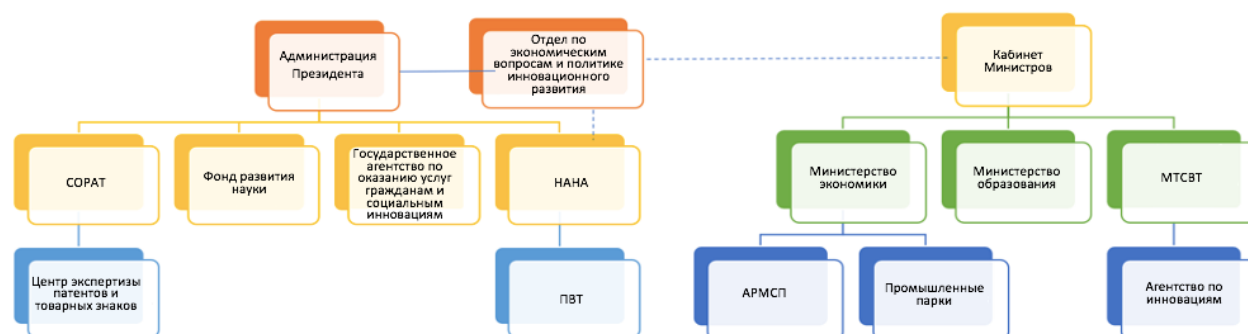 Администрация
Президента
Отдел по
экономическим
вопросам и политике
инновационного
развития
Кабинет
Министров
СОРАТ
Фонд развития
науки
Государственное
агентство по
оказанию услуг
гражданам и
социальным
инновациям
НАНА
Министерство
экономики
Министерство
образования
МТСВТ
Центр экспертизы
патентов и
товарных знаков
ПВТ
АРМСП
Промышленные
парки
Агентство по
инновациям